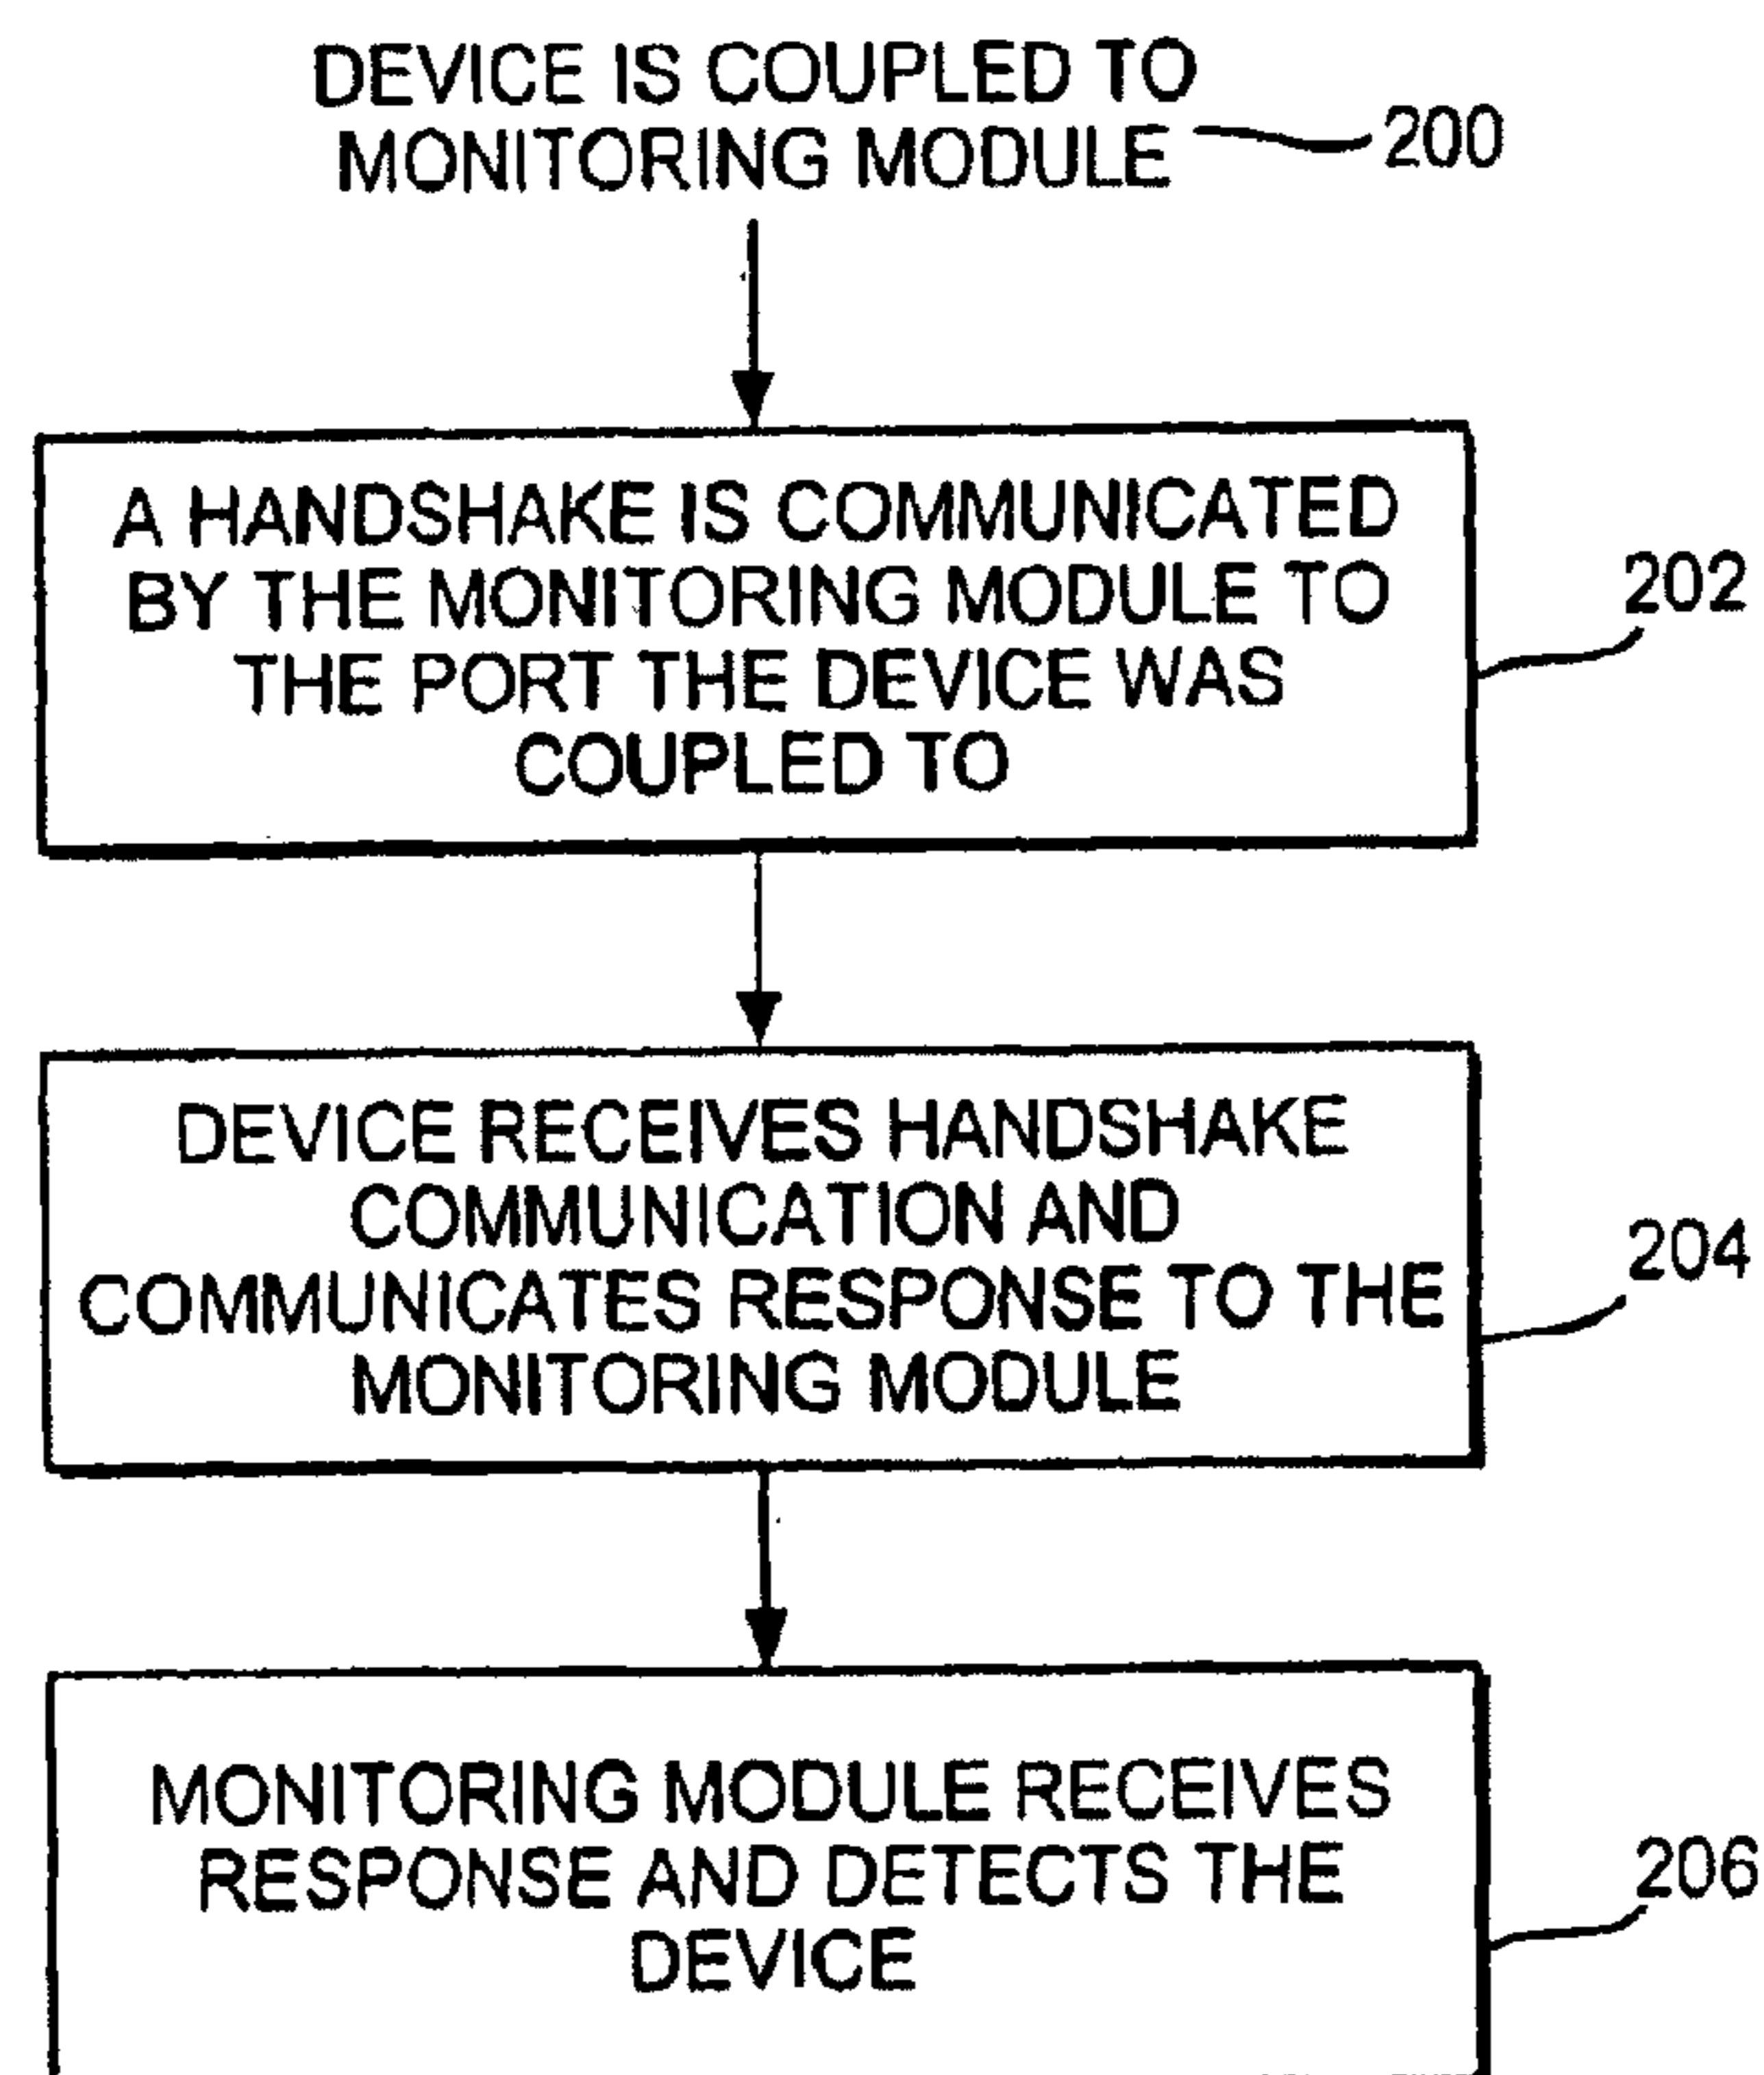 DEVICE IS COUPLED TO
MONITORING MODULE
200
A HANDSHAKE IS COMMUNICATED
BY THE MONITORING MODULE TO
THE PORT THE DEVICE WAS
COUPLED TO
202
DEVICE RECEIVES HANDSHAKE
COMMUNICATION AND
COMMUNICATES RESPONSE TO THE
MONITORING MODULE
204
MONITORING MODULE RECEIVES
RESPONSE AND DETECTS THE
DEVICE
206